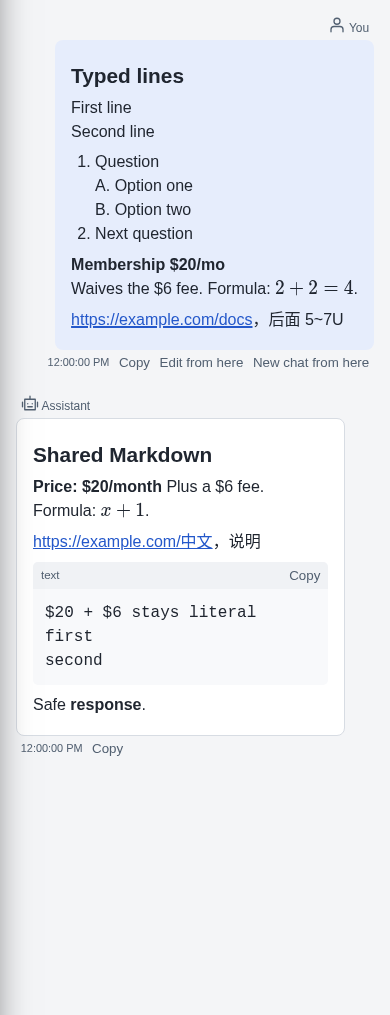 You
Typed lines
First line
Second line
1. Question
A. Option one
B. Option two
2. Next question
Membership $20/mo
Waives the $6 fee. Formula: 2 + 2 = 4.
https://example.com/docs，后面 5~7U
12:00:00 PM Copy Edit from here New chat from here
Assistant
Shared Markdown
Price: $20/month Plus a $6 fee.
Formula: x + 1.
https://example.com/中文，说明
text Copy
$20 + $6 stays literal
first
second
Safe response.
12:00:00 PM Copy